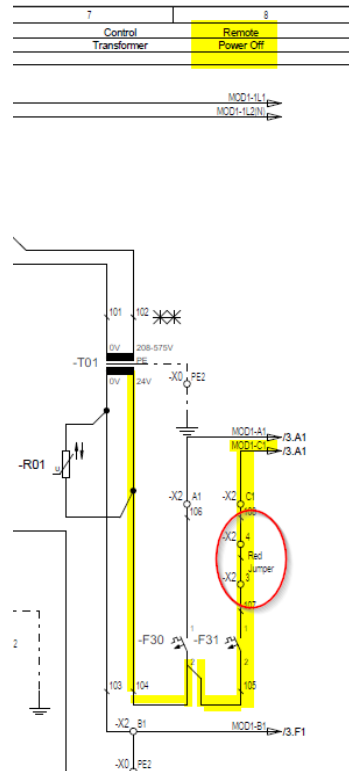 7 8
Control Remote
Transformer Power Off
MOD1-1L1
MOD1-1L2(N)
101 102
0V 208-575V
-T01 PE
0V 24V
-X0 PE2
MOD1-A1 /3.A1
MOD1-C1 /3.A1
-R01
U
-X2 A1 -X2 C1
106
-X2 4
Red
Jumper
-X2 3
107
1 1
-F30 -F31
2 2
2
103 104 105
-X2 B1 MOD1-B1 /3.F1
-X0 PE2